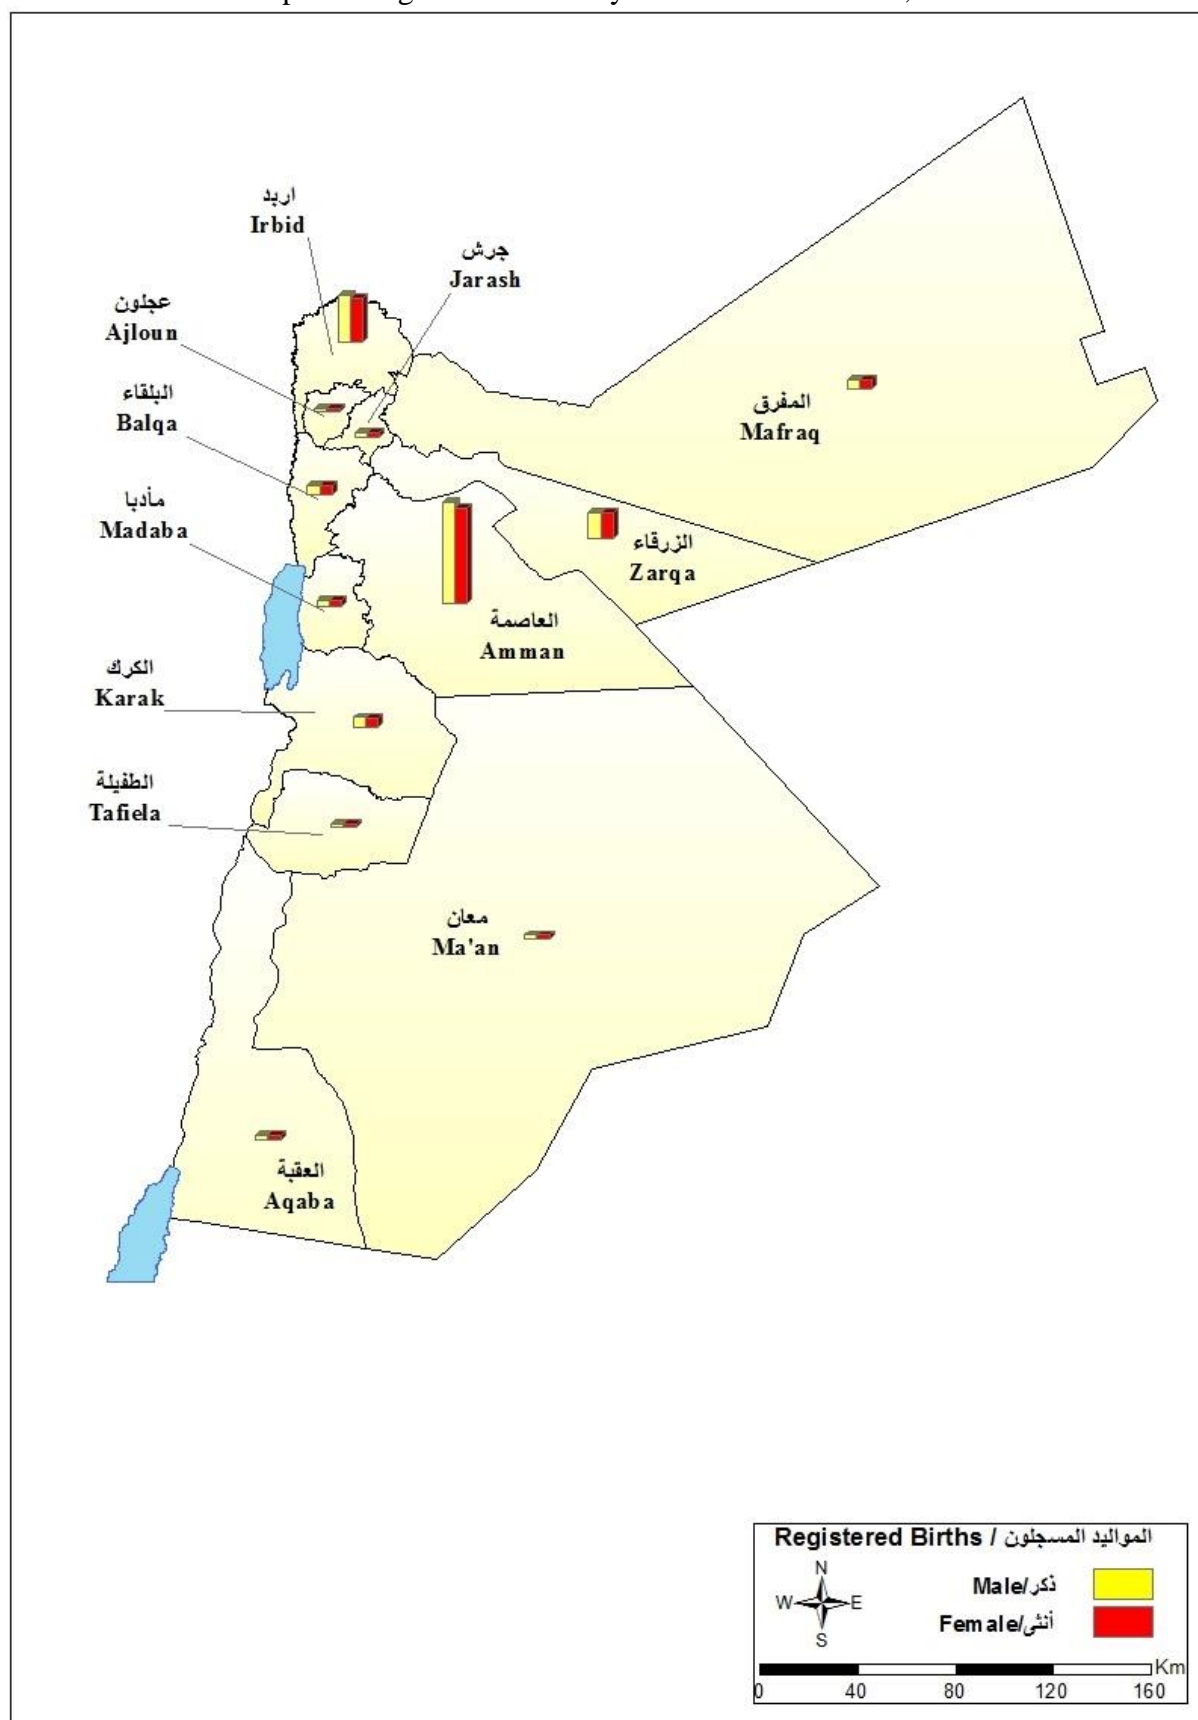 اربد
Irbid
جرش
Jarash
عجلون
Ajloun
البلقاء
Balqa
المفرق
Mafraq
مأدبا
Madaba
الزرقاء
Zarqa
العاصمة
Amman
الكرك
Karak
الطفيلة
Tafiela
معان
Ma'an
العقبة
Aqaba
Registered Births / المواليد المسجلون
N
W E
S
Male/ذكر
Female/أنثى
Km
0 40 80 120 160